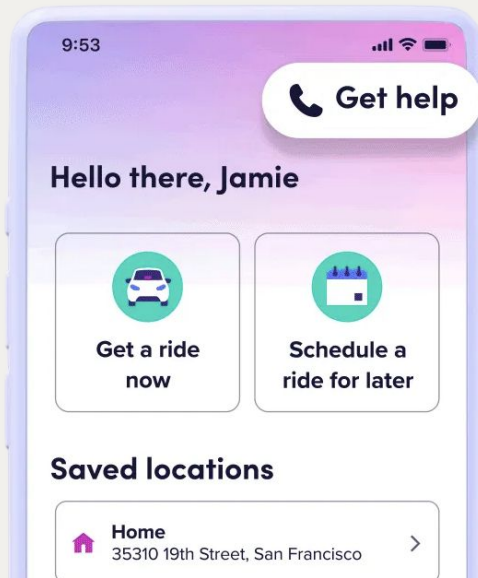 9:53
Get help
Hello there, Jamie
Get a ride
now
Schedule a
ride for later
Saved locations
Home
35310 19th Street, San Francisco